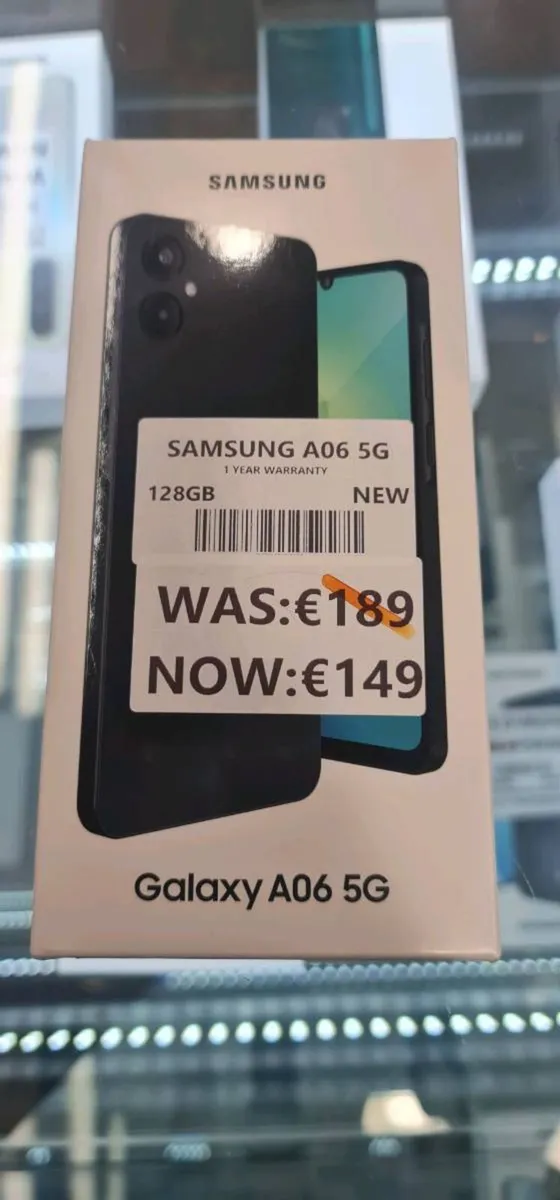 SAMSUNG
SAMSUNG A06 5G
1 YEAR WARRANTY
128GB NEW
WAS:€189
NOW:€149
Galaxy A06 5G